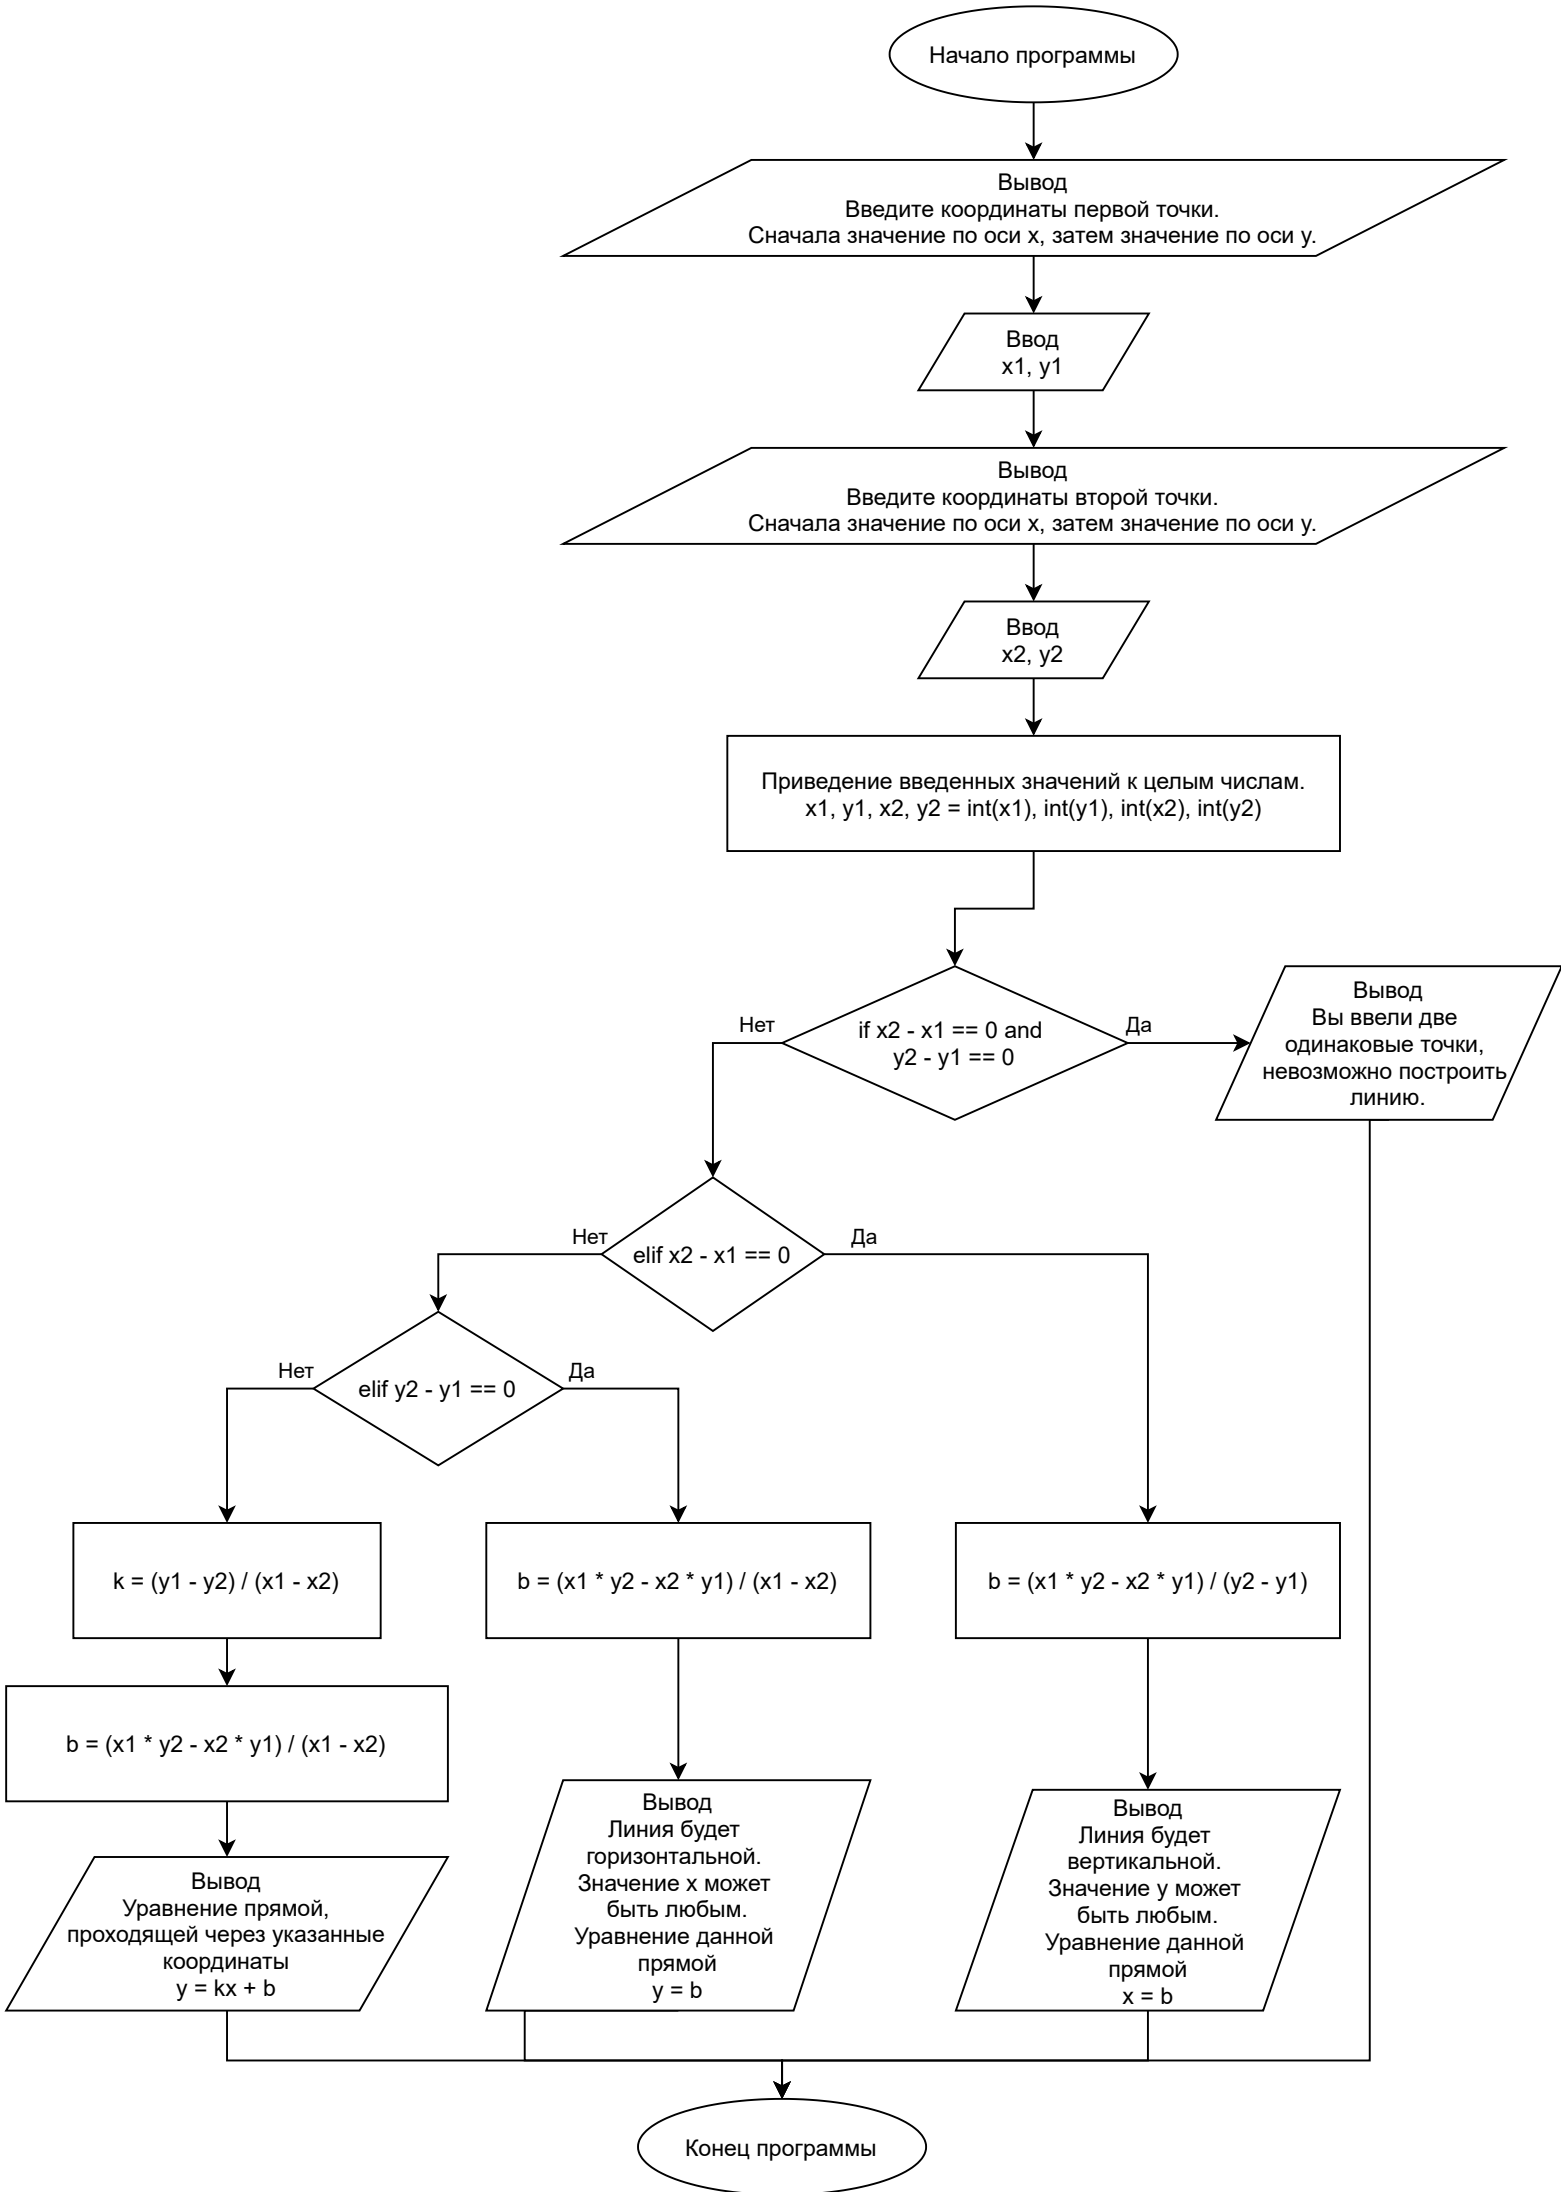 Начало программы
Вывод
Введите координаты первой точки.
Сначала значение по оси x, затем значение по оси y.
Ввод
x1, y1
Вывод
Введите координаты второй точки.
Сначала значение по оси x, затем значение по оси y.
Ввод
x2, y2
Приведение введенных значений к целым числам.
x1, y1, x2, y2 = int(x1), int(y1), int(x2), int(y2)
Нет
if x2 - x1 == 0 and
y2 - y1 == 0
Да
Вывод
Вы ввели две
одинаковые точки,
невозможно построить
линию.
Нет
elif x2 - x1 == 0
Да
Нет
elif y2 - y1 == 0
Да
k = (y1 - y2) / (x1 - x2)
b = (x1 * y2 - x2 * y1) / (x1 - x2)
b = (x1 * y2 - x2 * y1) / (y2 - y1)
b = (x1 * y2 - x2 * y1) / (x1 - x2)
Вывод
Уравнение прямой,
проходящей через указанные
координаты
y = kx + b
Вывод
Линия будет
горизонтальной.
Значение x может
быть любым.
Уравнение данной
прямой
y = b
Вывод
Линия будет
вертикальной.
Значение y может
быть любым.
Уравнение данной
прямой
x = b
Конец программы